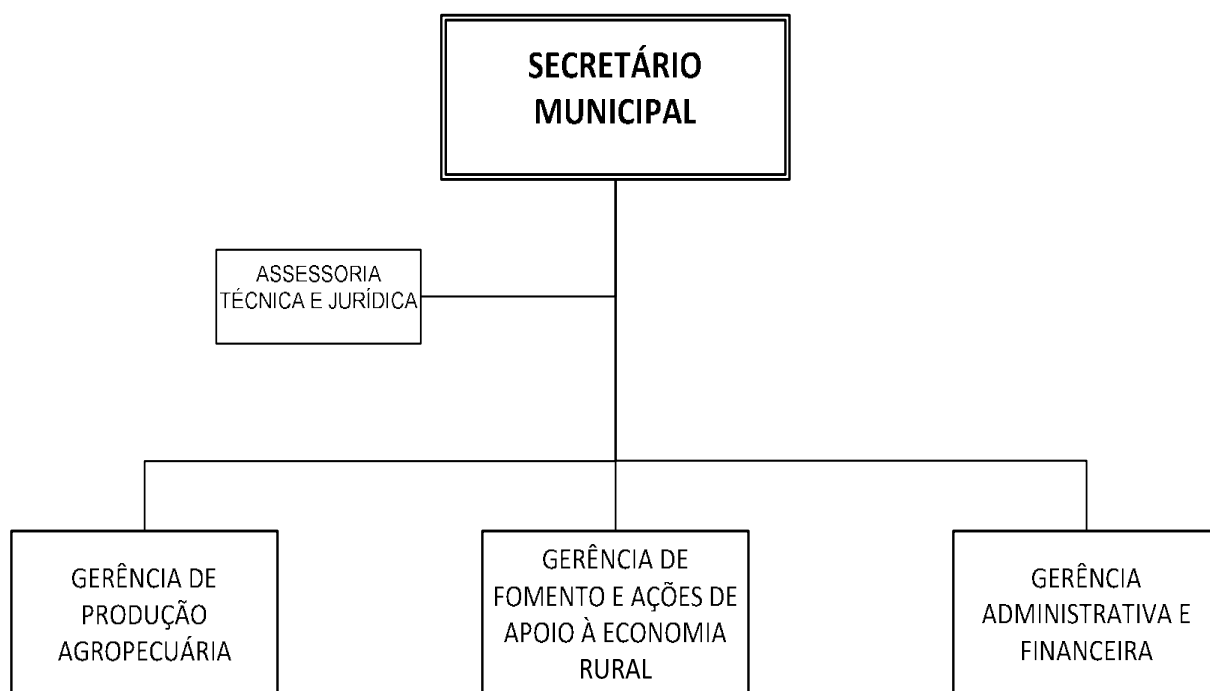 SECRETÁRIO
MUNICIPAL
ASSESSORIA
TÉCNICA E JURÍDICA
GERÊNCIA DE
PRODUÇÃO
AGROPECUÁRIA
GERÊNCIA DE
FOMENTO E AÇÕES DE
APOIO À ECONOMIA
RURAL
GERÊNCIA
ADMINISTRATIVA E
FINANCEIRA